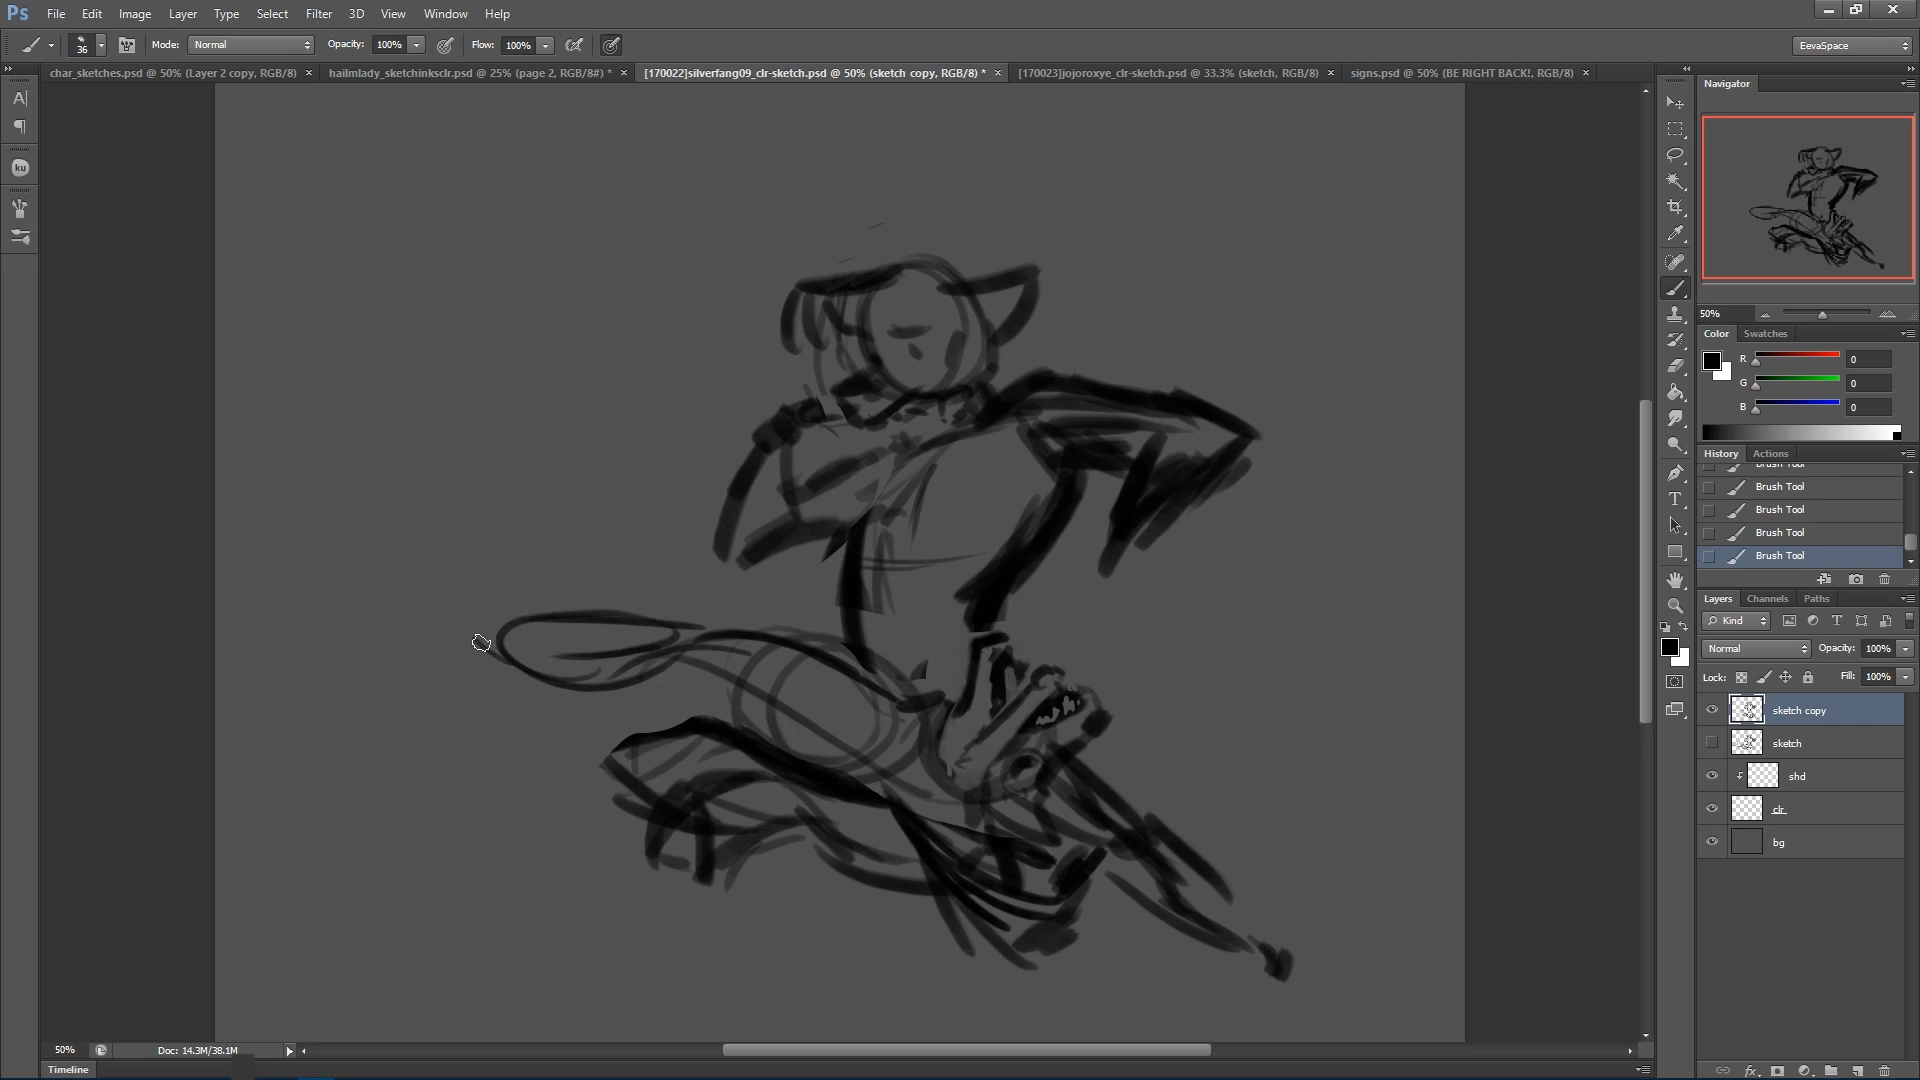 Ps File Edit Image Layer Type Select Filter 3D View Window Help
36 Mode: Normal Opacity: 100% Flow: 100% EevaSpace
char_sketches.psd @ 50% (Layer 2 copy, RGB/8) × hailmlady_sketchinksclr.psd @ 25% (page 2, RGB/8#) * × [170022]silverfang09_clr-sketch.psd @ 50% (sketch copy, RGB/8) * × [170023]jojoroxye_clr-sketch.psd @ 33.3% (sketch, RGB/8) × signs.psd @ 50% (BE RIGHT BACK!, RGB/8) ×
A
ku
Navigator
50%
Color Swatches
R 0
G 0
B 0
History Actions
Brush Tool
Brush Tool
Brush Tool
Brush Tool
Brush Tool
Layers Channels Paths
Kind
Normal Opacity: 100%
Lock: Fill: 100%
sketch copy
sketch
shd
clr
bg
fx
T
50% Doc: 14.3M/38.1M
Timeline